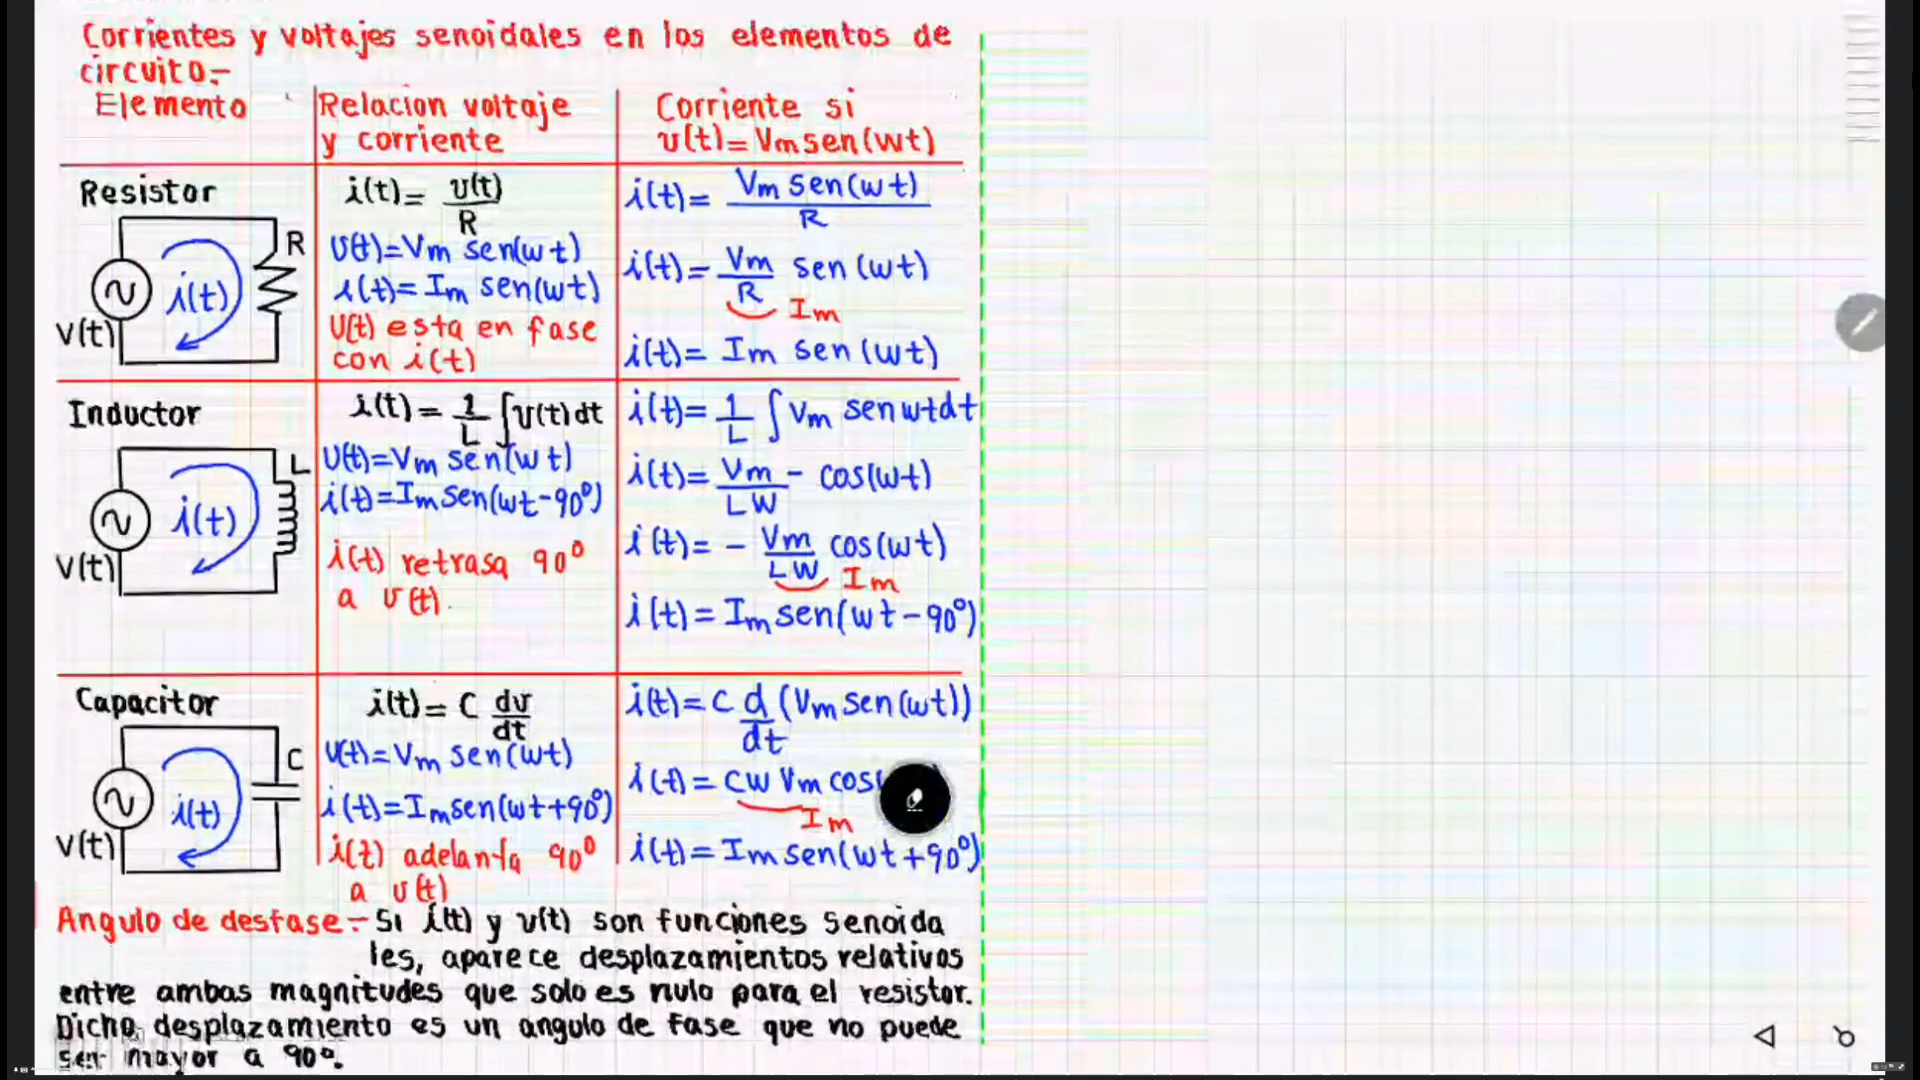 Corrientes y voltajes senoidales en los elementos de
circuito.-
Elemento
Relacion voltaje
y corriente
Corriente si
v(t)=Vmsen(wt)
Resistor
R
i(t)
V(t)
i(t)= v(t)/R
v(t)=Vm sen(wt)
i(t)=Im sen(wt)
v(t) esta en fase
con i(t)
i(t)= Vm sen(wt)/R
i(t)= Vm/R sen (wt)
Im
i(t)= Im sen (wt)
Inductor
L
i(t)
V(t)
i(t)= 1/L ∫v(t)dt
v(t)=Vm sen(wt)
i(t)=Im sen(wt-90°)
i(t) retrasa 90°
a v(t).
i(t)= 1/L ∫ Vm senwtdt
i(t)= Vm/LW - cos(wt)
i(t)= - Vm/LW cos(wt)
Im
i(t)= Im sen(wt-90°)
Capacitor
C
i(t)
V(t)
i(t)= C dv/dt
v(t)=Vm sen(wt)
i(t)=Imsen(wt+90°)
i(t) adelanta 90°
a v(t)
i(t)= C d/dt (Vm sen(wt))
i(t)= CW Vm cos(
Im
i(t)= Im sen(wt+90°)
Angulo de desfase.- Si i(t) y v(t) son funciones senoida
les, aparece desplazamientos relativos
entre ambas magnitudes que solo es nulo para el resistor.
Dicho desplazamiento es un angulo de fase que no puede
ser mayor a 90°.